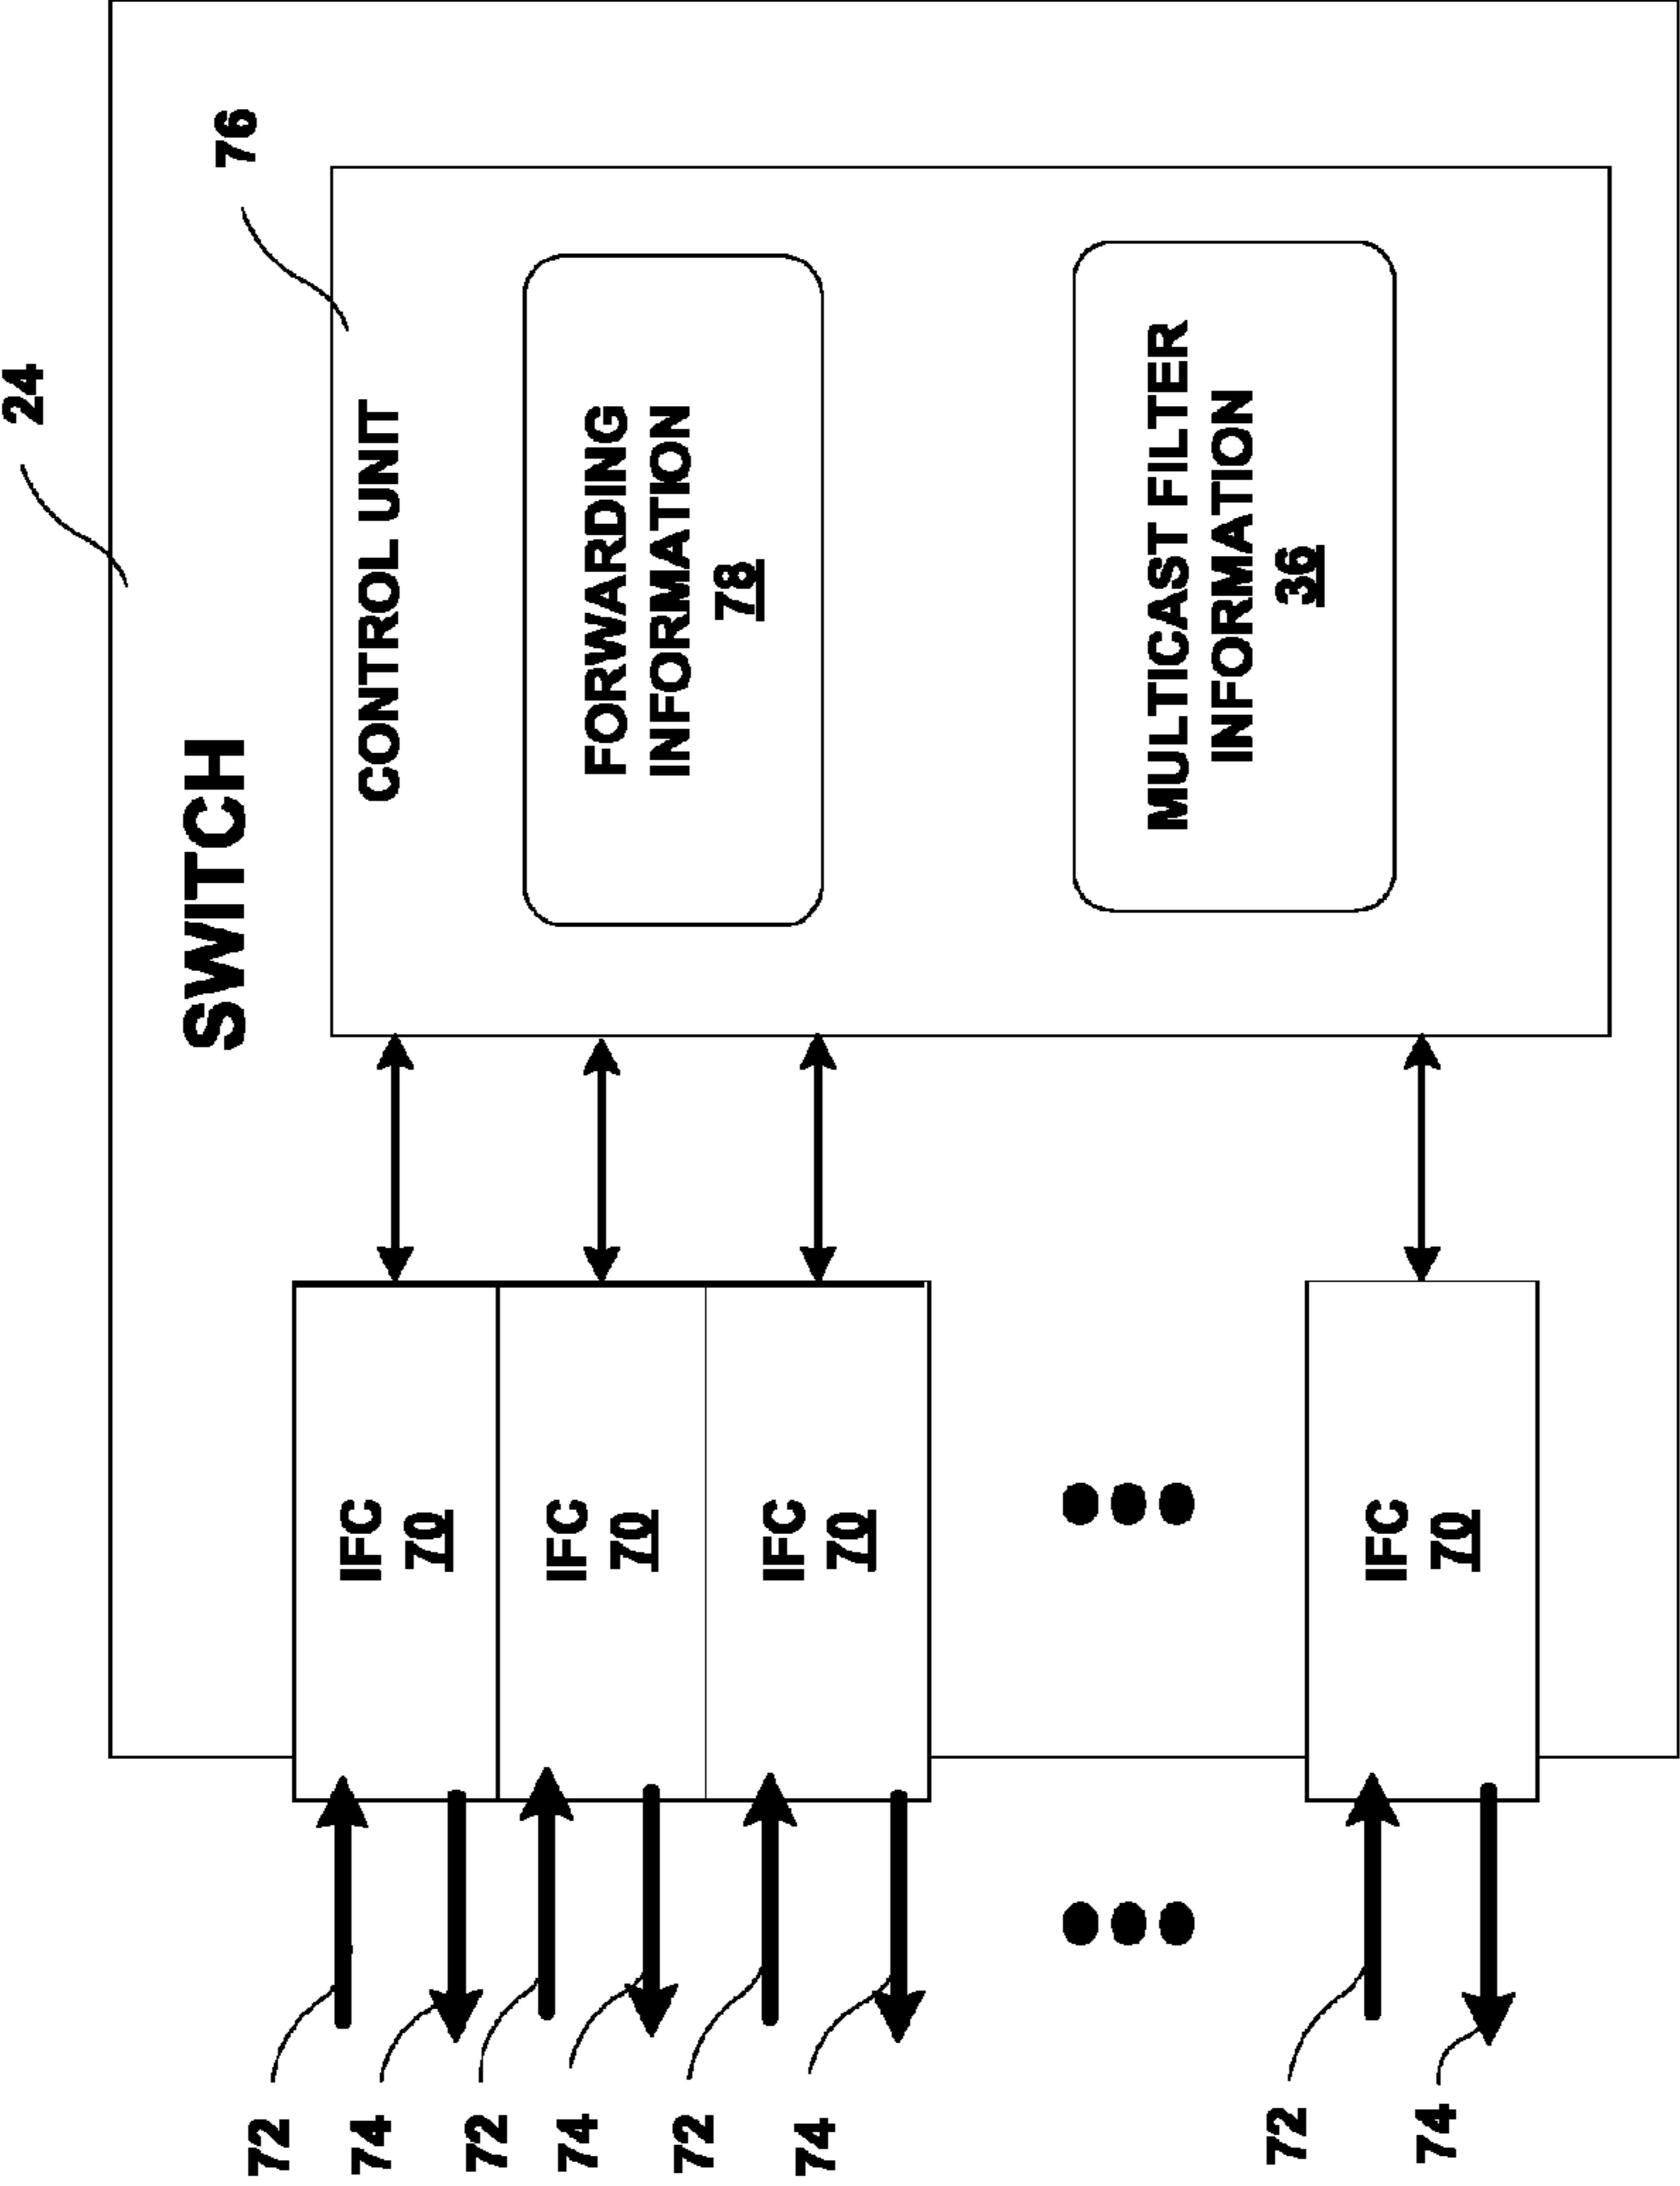 24
SWITCH
76
CONTROL UNIT
FORWARDING
INFORMATION
78
MULTICAST FILTER
INFORMATION
36
IFC
70
IFC
70
IFC
70
IFC
70
72
74
72
74
72
74
72
74